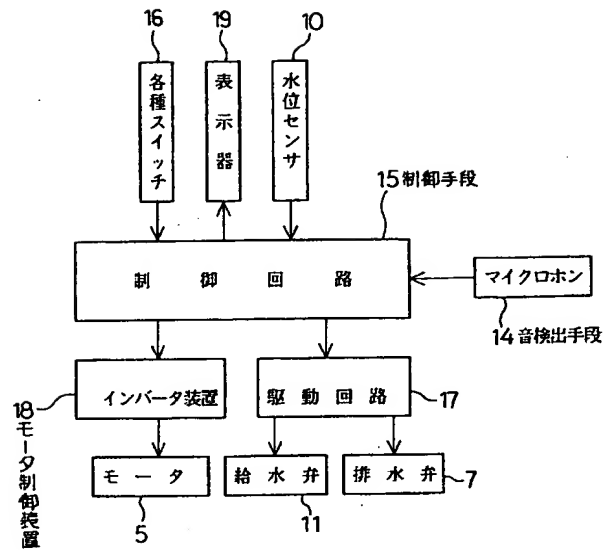 16
19
10
各種スイッチ
表示器
水位センサ
15制御手段
制御回路
マイクロホン
14音検出手段
インバータ装置
駆動回路
17
18モータ制御装置
モータ
給水弁
排水弁
7
5
11